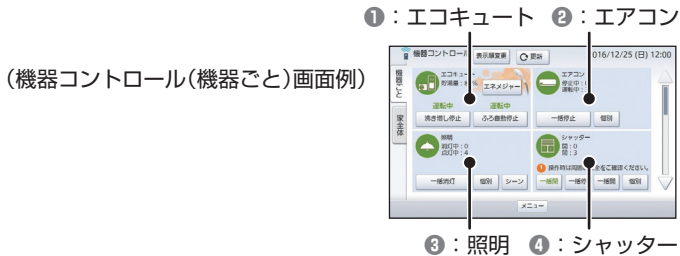 ❶：エコキュート ❷：エアコン
（機器コントロール（機器ごと）画面例）
機器コントロール 表示順変更 更新 016/12/25 (日) 12:00
機器ごと
家全体
エコキュート
貯湯量：
エネメジャー
運転中 運転中
沸き増し停止 ふろ自動停止
エアコン
停止中：
運転中：
一括停止 個別
照明
消灯中：0
点灯中：4
一括消灯 個別 シーン
シャッター
開：0
閉：3
操作時は周囲の安全をご確認ください。
一括開 一括停 一括閉 個別
メニュー
❸：照明 ❹：シャッター